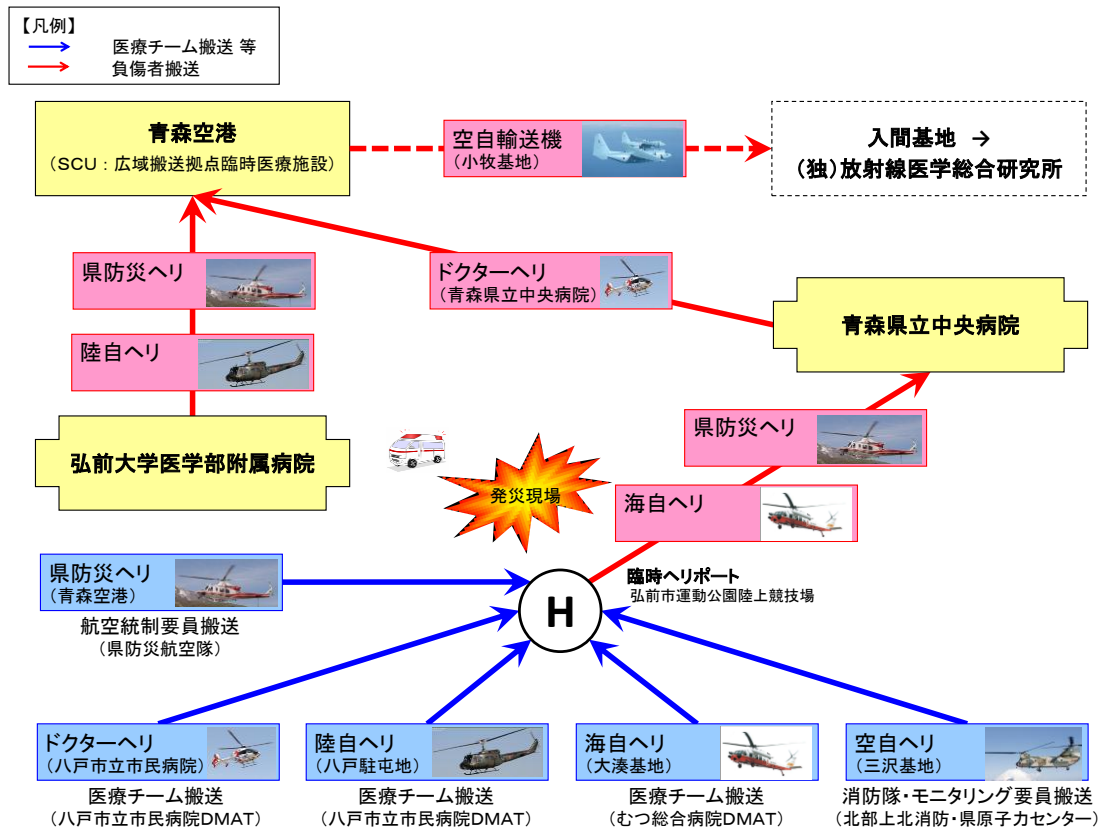 【凡例】
医療チーム搬送 等
負傷者搬送
青森空港
（SCU：広域搬送拠点臨時医療施設）
空自輸送機
（小牧基地）
入間基地 →
（独）放射線医学総合研究所
県防災ヘリ
ドクターヘリ
（青森県立中央病院）
陸自ヘリ
青森県立中央病院
弘前大学医学部附属病院
県防災ヘリ
発災現場
海自ヘリ
県防災ヘリ
（青森空港）
航空統制要員搬送
（県防災航空隊）
H
臨時ヘリポート
弘前市運動公園陸上競技場
ドクターヘリ
（八戸市立市民病院）
医療チーム搬送
（八戸市立市民病院DMAT）
陸自ヘリ
（八戸駐屯地）
医療チーム搬送
（八戸市立市民病院DMAT）
海自ヘリ
（大湊基地）
医療チーム搬送
（むつ総合病院DMAT）
空自ヘリ
（三沢基地）
消防隊・モニタリング要員搬送
（北部上北消防・県原子力センター）